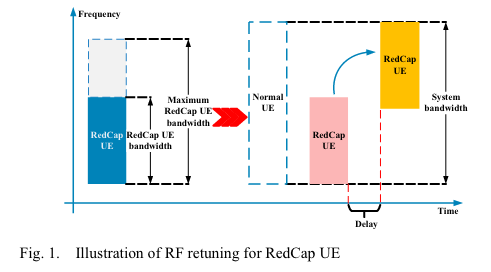 Frequency
RedCap
UE
RedCap UE
bandwidth
Maximum
RedCap UE
bandwidth
Normal
UE
RedCap
UE
RedCap
UE
System
bandwidth
Time
Delay
Fig. 1. Illustration of RF retuning for RedCap UE